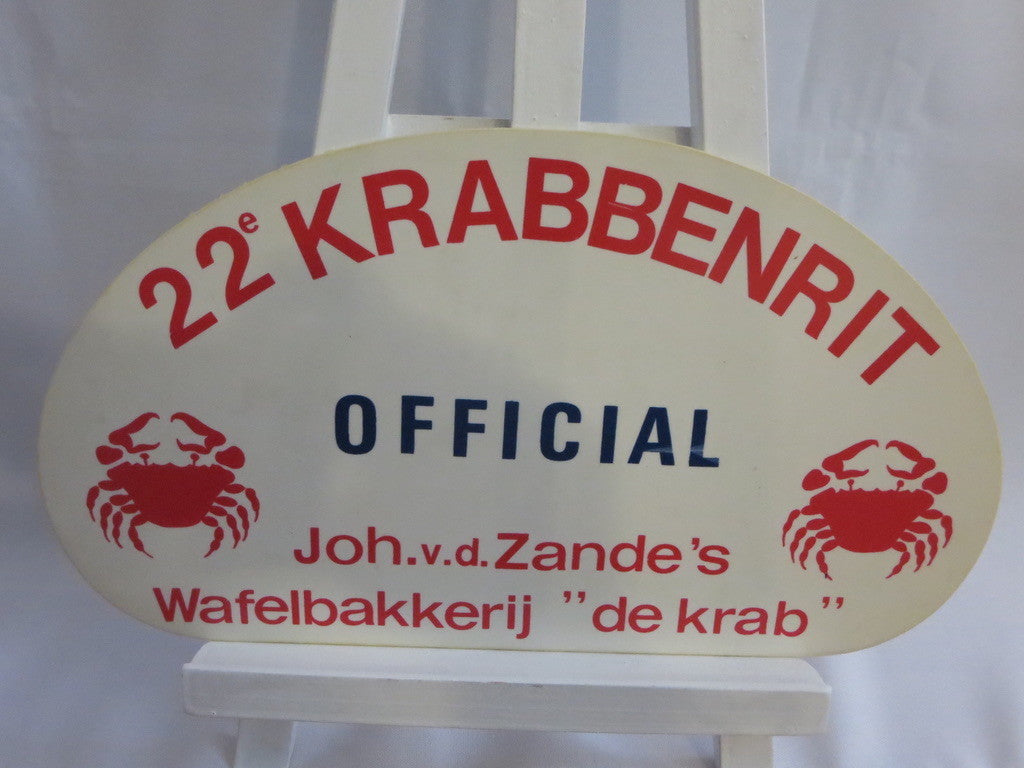 22e KRABBENRIT
OFFICIAL
Joh.v.d.Zande's
Wafelbakkerij "de krab"